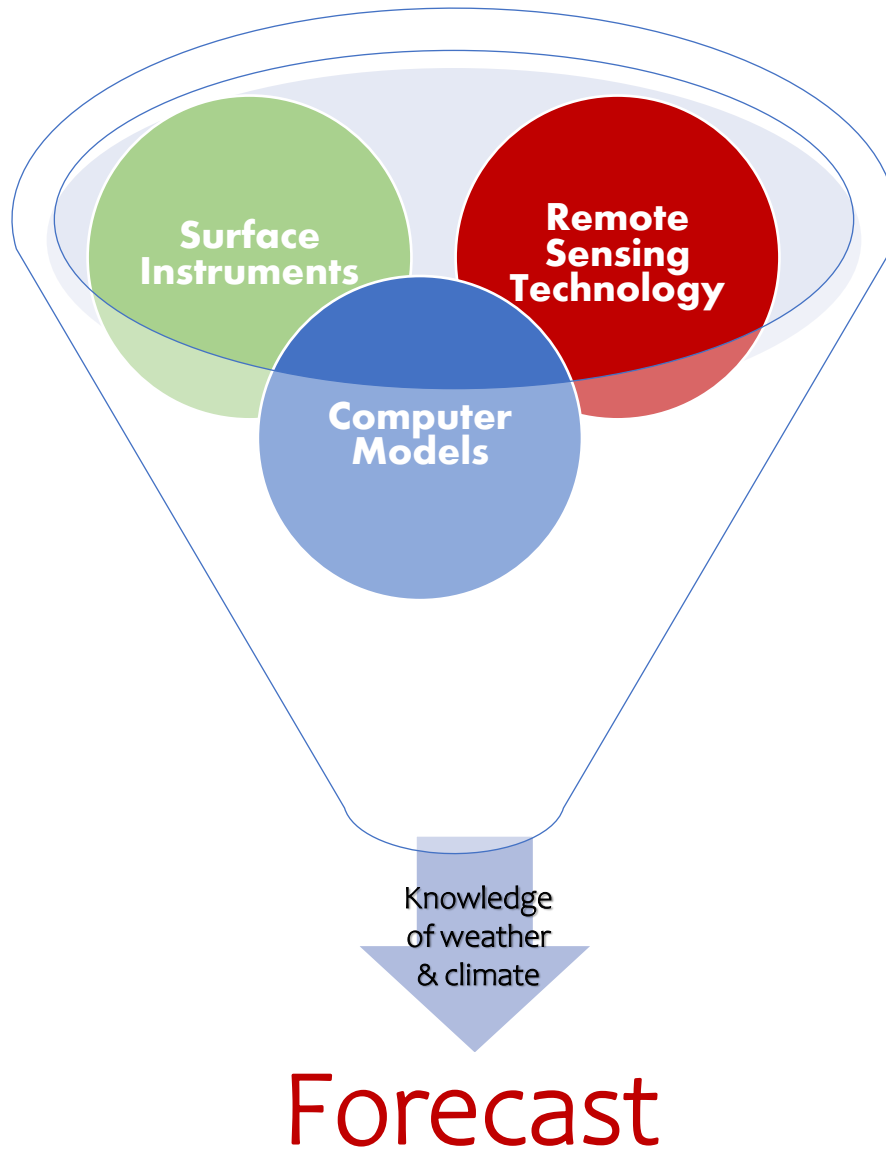 Surface
Instruments
Remote
Sensing
Technology
Computer
Models
Knowledge
of weather
& climate
Forecast